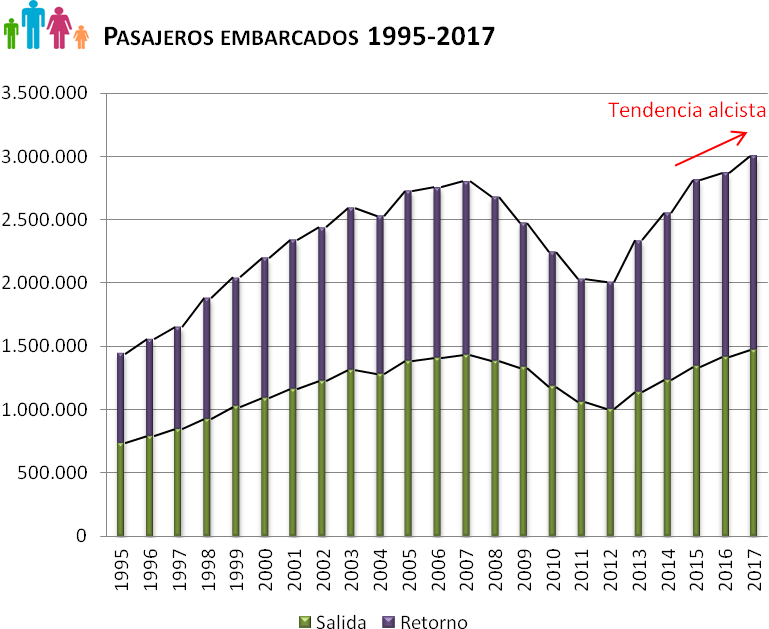 PASAJEROS EMBARCADOS 1995-2017
3.500.000
Tendencia alcista
3.000.000
2.500.000
2.000.000
1.500.000
1.000.000
500.000
0
1995 1996 1997 1998 1999 2000 2001 2002 2003 2004 2005 2006 2007 2008 2009 2010 2011 2012 2013 2014 2015 2016 2017
Salida Retorno